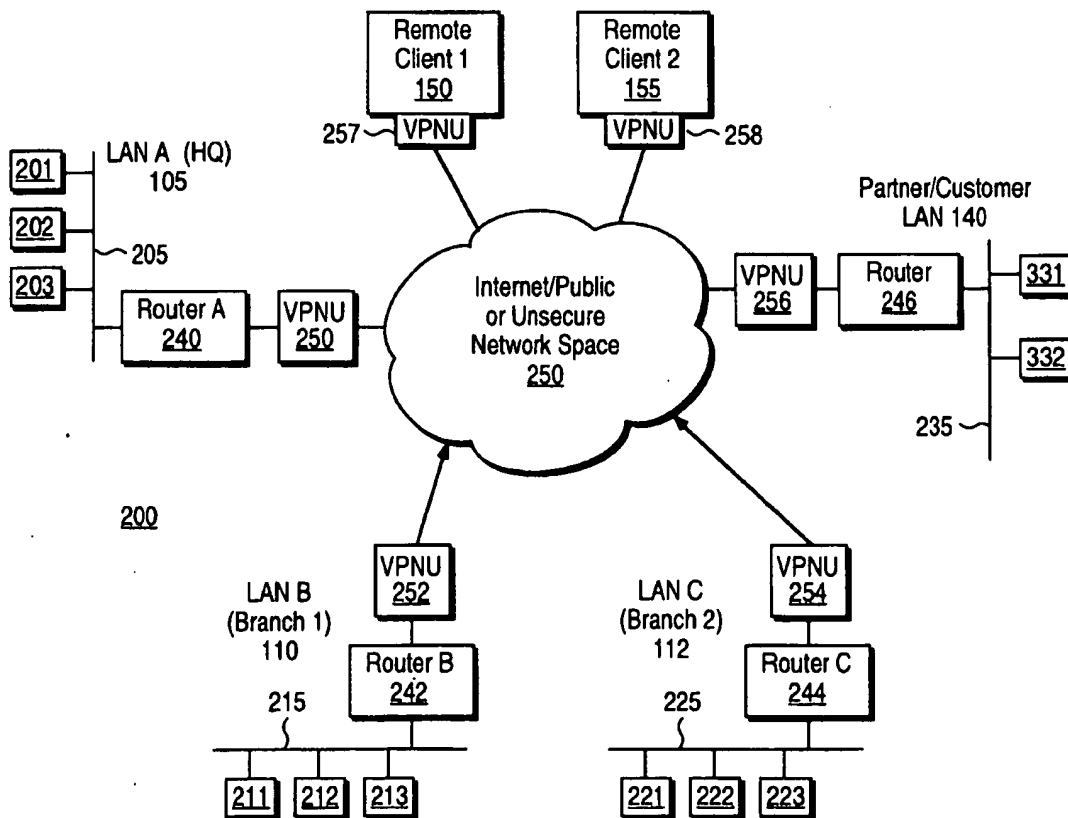 Remote
Client 1
150
VPNU
257
Remote
Client 2
155
VPNU
258
LAN A (HQ)
105
201
202
203
205
Router A
240
VPNU
250
Internet/Public
or Unsecure
Network Space
250
Partner/Customer
LAN 140
VPNU
256
Router
246
331
332
235
200
LAN B
(Branch 1)
110
VPNU
252
Router B
242
215
211
212
213
LAN C
(Branch 2)
112
VPNU
254
Router C
244
225
221
222
223